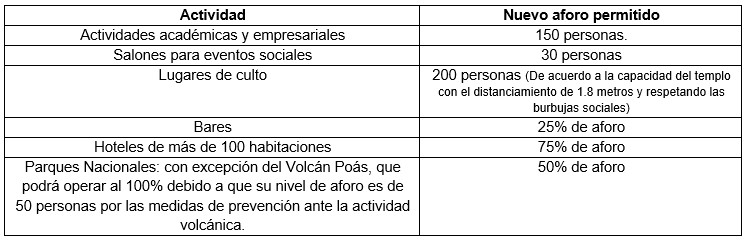 Actividad
Nuevo aforo permitido
Actividades académicas y empresariales
150 personas.
Salones para eventos sociales
30 personas
Lugares de culto
200 personas (De acuerdo a la capacidad del templo
con el distanciamiento de 1.8 metros y respetando las
burbujas sociales)
Bares
25% de aforo
Hoteles de más de 100 habitaciones
75% de aforo
Parques Nacionales: con excepción del Volcán Poás, que
podrá operar al 100% debido a que su nivel de aforo es de
50 personas por las medidas de prevención ante la actividad
volcánica.
50% de aforo